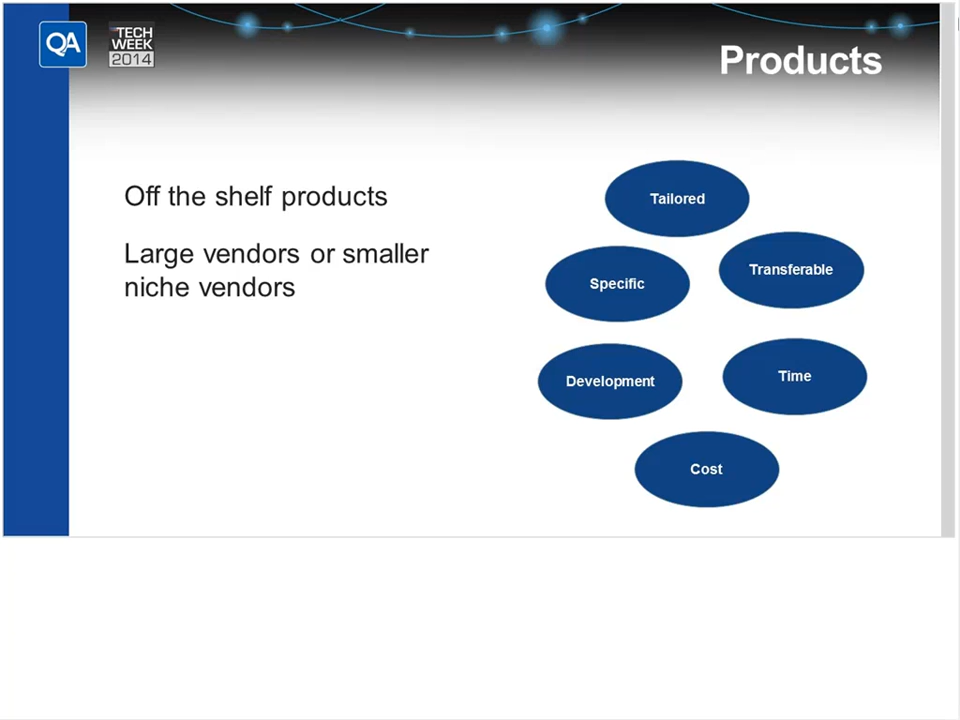 QA
TECH
WEEK
2014
Products
Off the shelf products
Large vendors or smaller
niche vendors
Tailored
Transferable
Specific
Development
Time
Cost